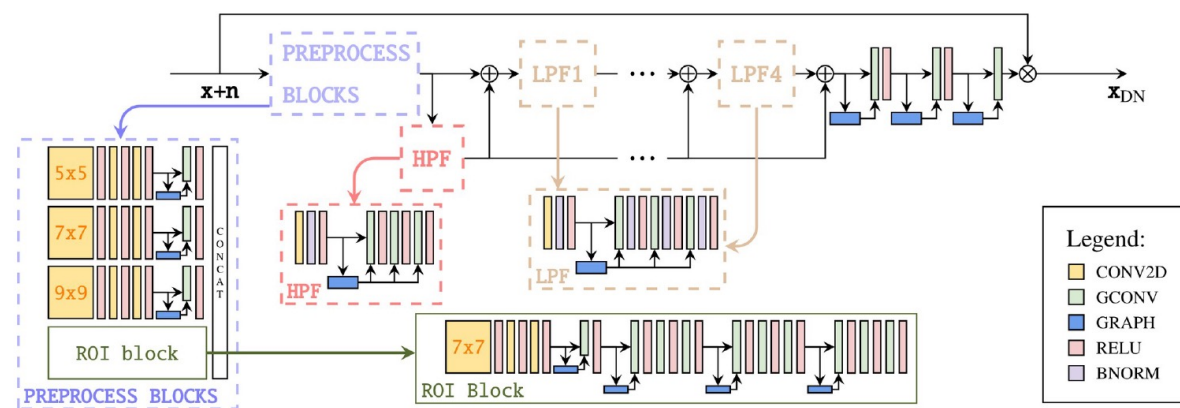 PREPROCESS
BLOCKS
LPF1
...
LPF4
x+n
x_DN
HPF
...
5x5
7x7
9x9
CONCAT
ROI block
PREPROCESS BLOCKS
HPF
LPF
7x7
ROI Block
Legend:
CONV2D
GCONV
GRAPH
RELU
BNORM